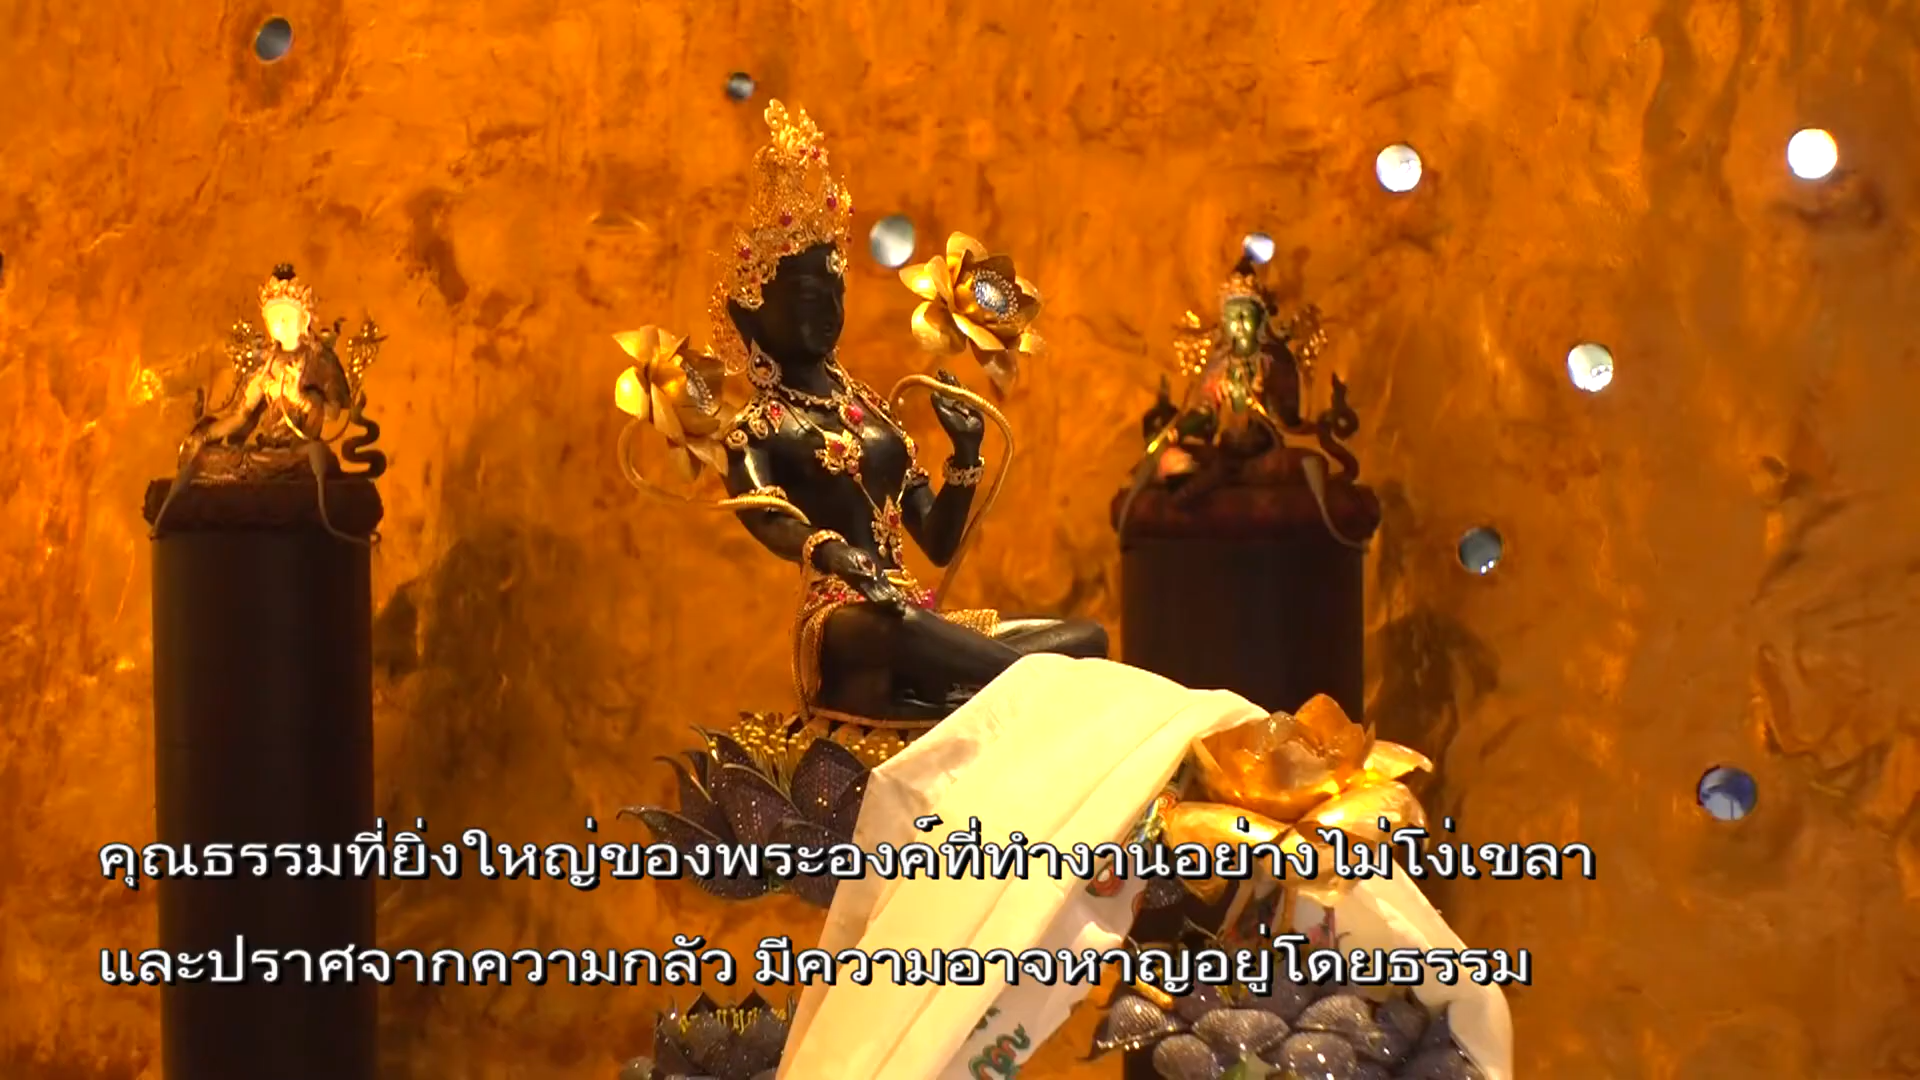 คุณธรรมที่ยิ่งใหญ่ของพระองค์ที่ทำงานอย่างไม่โง่เขลา
และปราศจากความกลัว มีความอาจหาญอยู่โดยธรรม